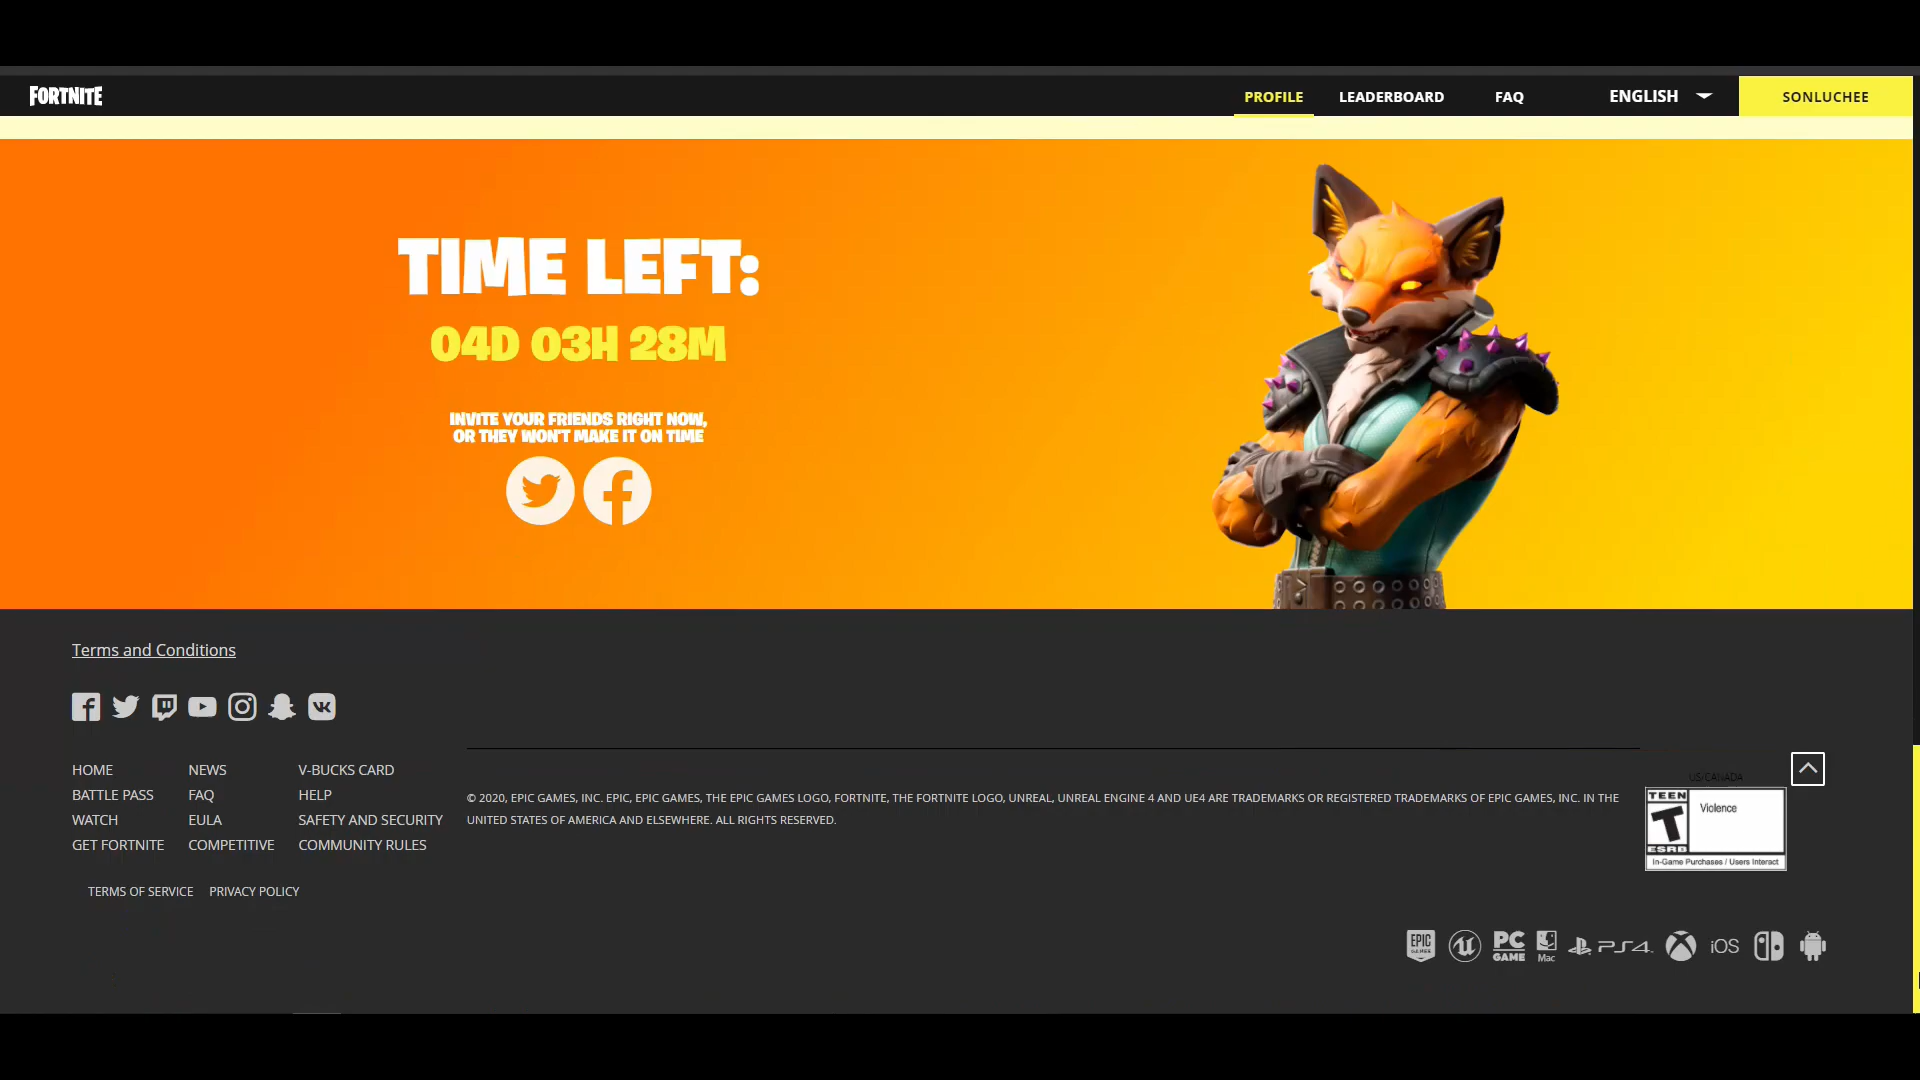 FORTNITE
PROFILE
LEADERBOARD
FAQ
ENGLISH
SONLUCHEE
TIME LEFT:
04D 03H 28M
INVITE YOUR FRIENDS RIGHT NOW,
OR THEY WON'T MAKE IT ON TIME
Terms and Conditions
HOME
BATTLE PASS
WATCH
GET FORTNITE
NEWS
FAQ
EULA
COMPETITIVE
V-BUCKS CARD
HELP
SAFETY AND SECURITY
COMMUNITY RULES
TERMS OF SERVICE
PRIVACY POLICY
© 2020, EPIC GAMES, INC. EPIC, EPIC GAMES, THE EPIC GAMES LOGO, FORTNITE, THE FORTNITE LOGO, UNREAL, UNREAL ENGINE 4 AND UE4 ARE TRADEMARKS OR REGISTERED TRADEMARKS OF EPIC GAMES, INC. IN THE
UNITED STATES OF AMERICA AND ELSEWHERE. ALL RIGHTS RESERVED.
US/CANADA
TEEN
T
ESRB
Violence
In-Game Purchases / Users Interact
EPIC
GAMES
PC
GAME
Mac
PS4
iOS